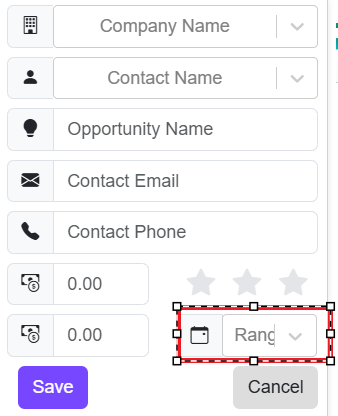 Company Name
Contact Name
Opportunity Name
Contact Email
Contact Phone
0.00
0.00 Rang
Save Cancel